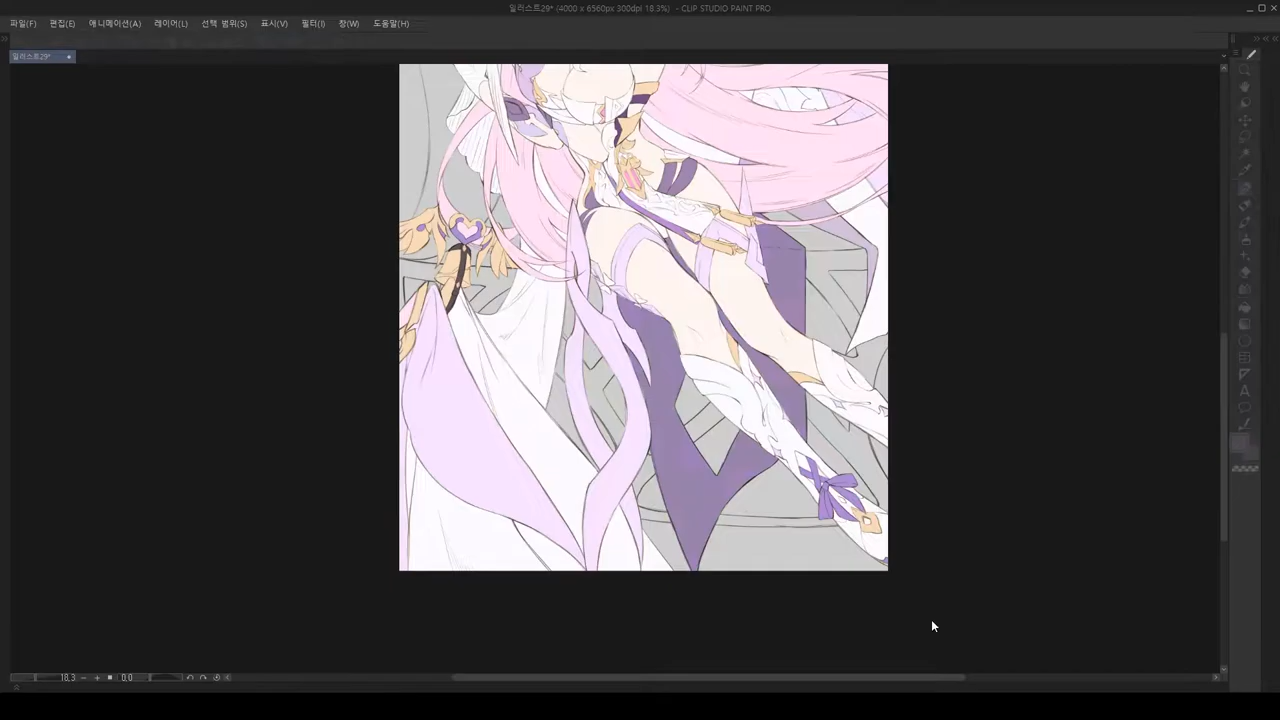 일러스트29* (4000 x 6560px 300dpi 18.3%) - CLIP STUDIO PAINT PRO
파일(F) 편집(E) 애니메이션(A) 레이어(L) 선택 범위(S) 표시(V) 필터(I) 창(W) 도움말(H)
일러스트29*
18.3 0.0